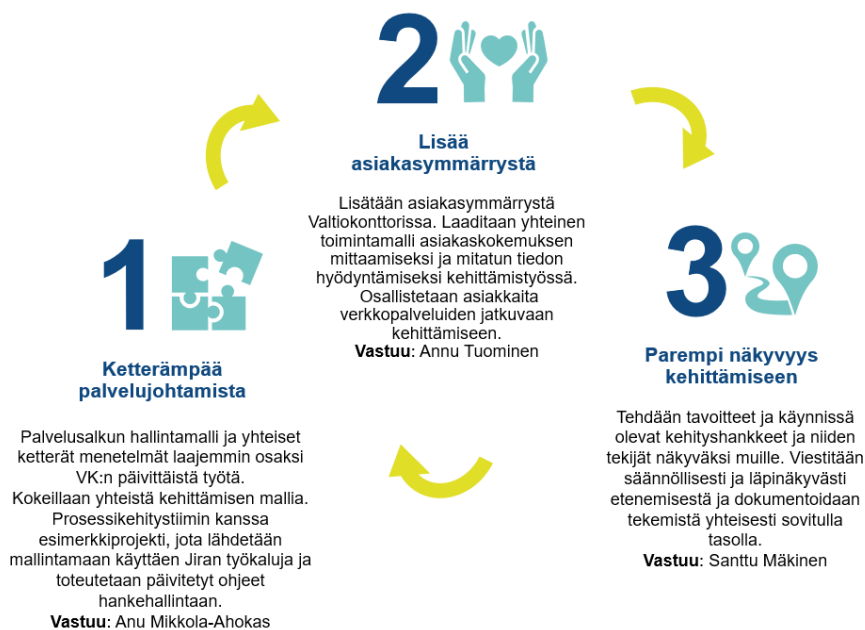 1
Ketterämpää
palvelujohtamista
Palvelusalkun hallintamalli ja yhteiset
ketterät menetelmät laajemmin osaksi
VK:n päivittäistä työtä.
Kokeillaan yhteistä kehittämisen mallia.
Prosessikehitystiimin kanssa
esimerkkiprojekti, jota lähdetään
mallintamaan käyttäen Jiran työkaluja ja
toteutetaan päivitetyt ohjeet
hankehallintaan.
Vastuu: Anu Mikkola-Ahokas
2
Lisää
asiakasymmärrystä
Lisätään asiakasymmärrystä
Valtiokonttorissa. Laaditaan yhteinen
toimintamalli asiakaskokemuksen
mittaamiseksi ja mitatun tiedon
hyödyntämiseksi kehittämistyössä.
Osallistetaan asiakkaita
verkkopalveluiden jatkuvaan
kehittämiseen.
Vastuu: Annu Tuominen
3
Parempi näkyvyys
kehittämiseen
Tehdään tavoitteet ja käynnissä
olevat kehityshankkeet ja niiden
tekijät näkyväksi muille. Viestitään
säännöllisesti ja läpinäkyvästi
etenemisestä ja dokumentoidaan
tekemistä yhteisesti sovitulla
tasolla.
Vastuu: Santtu Mäkinen